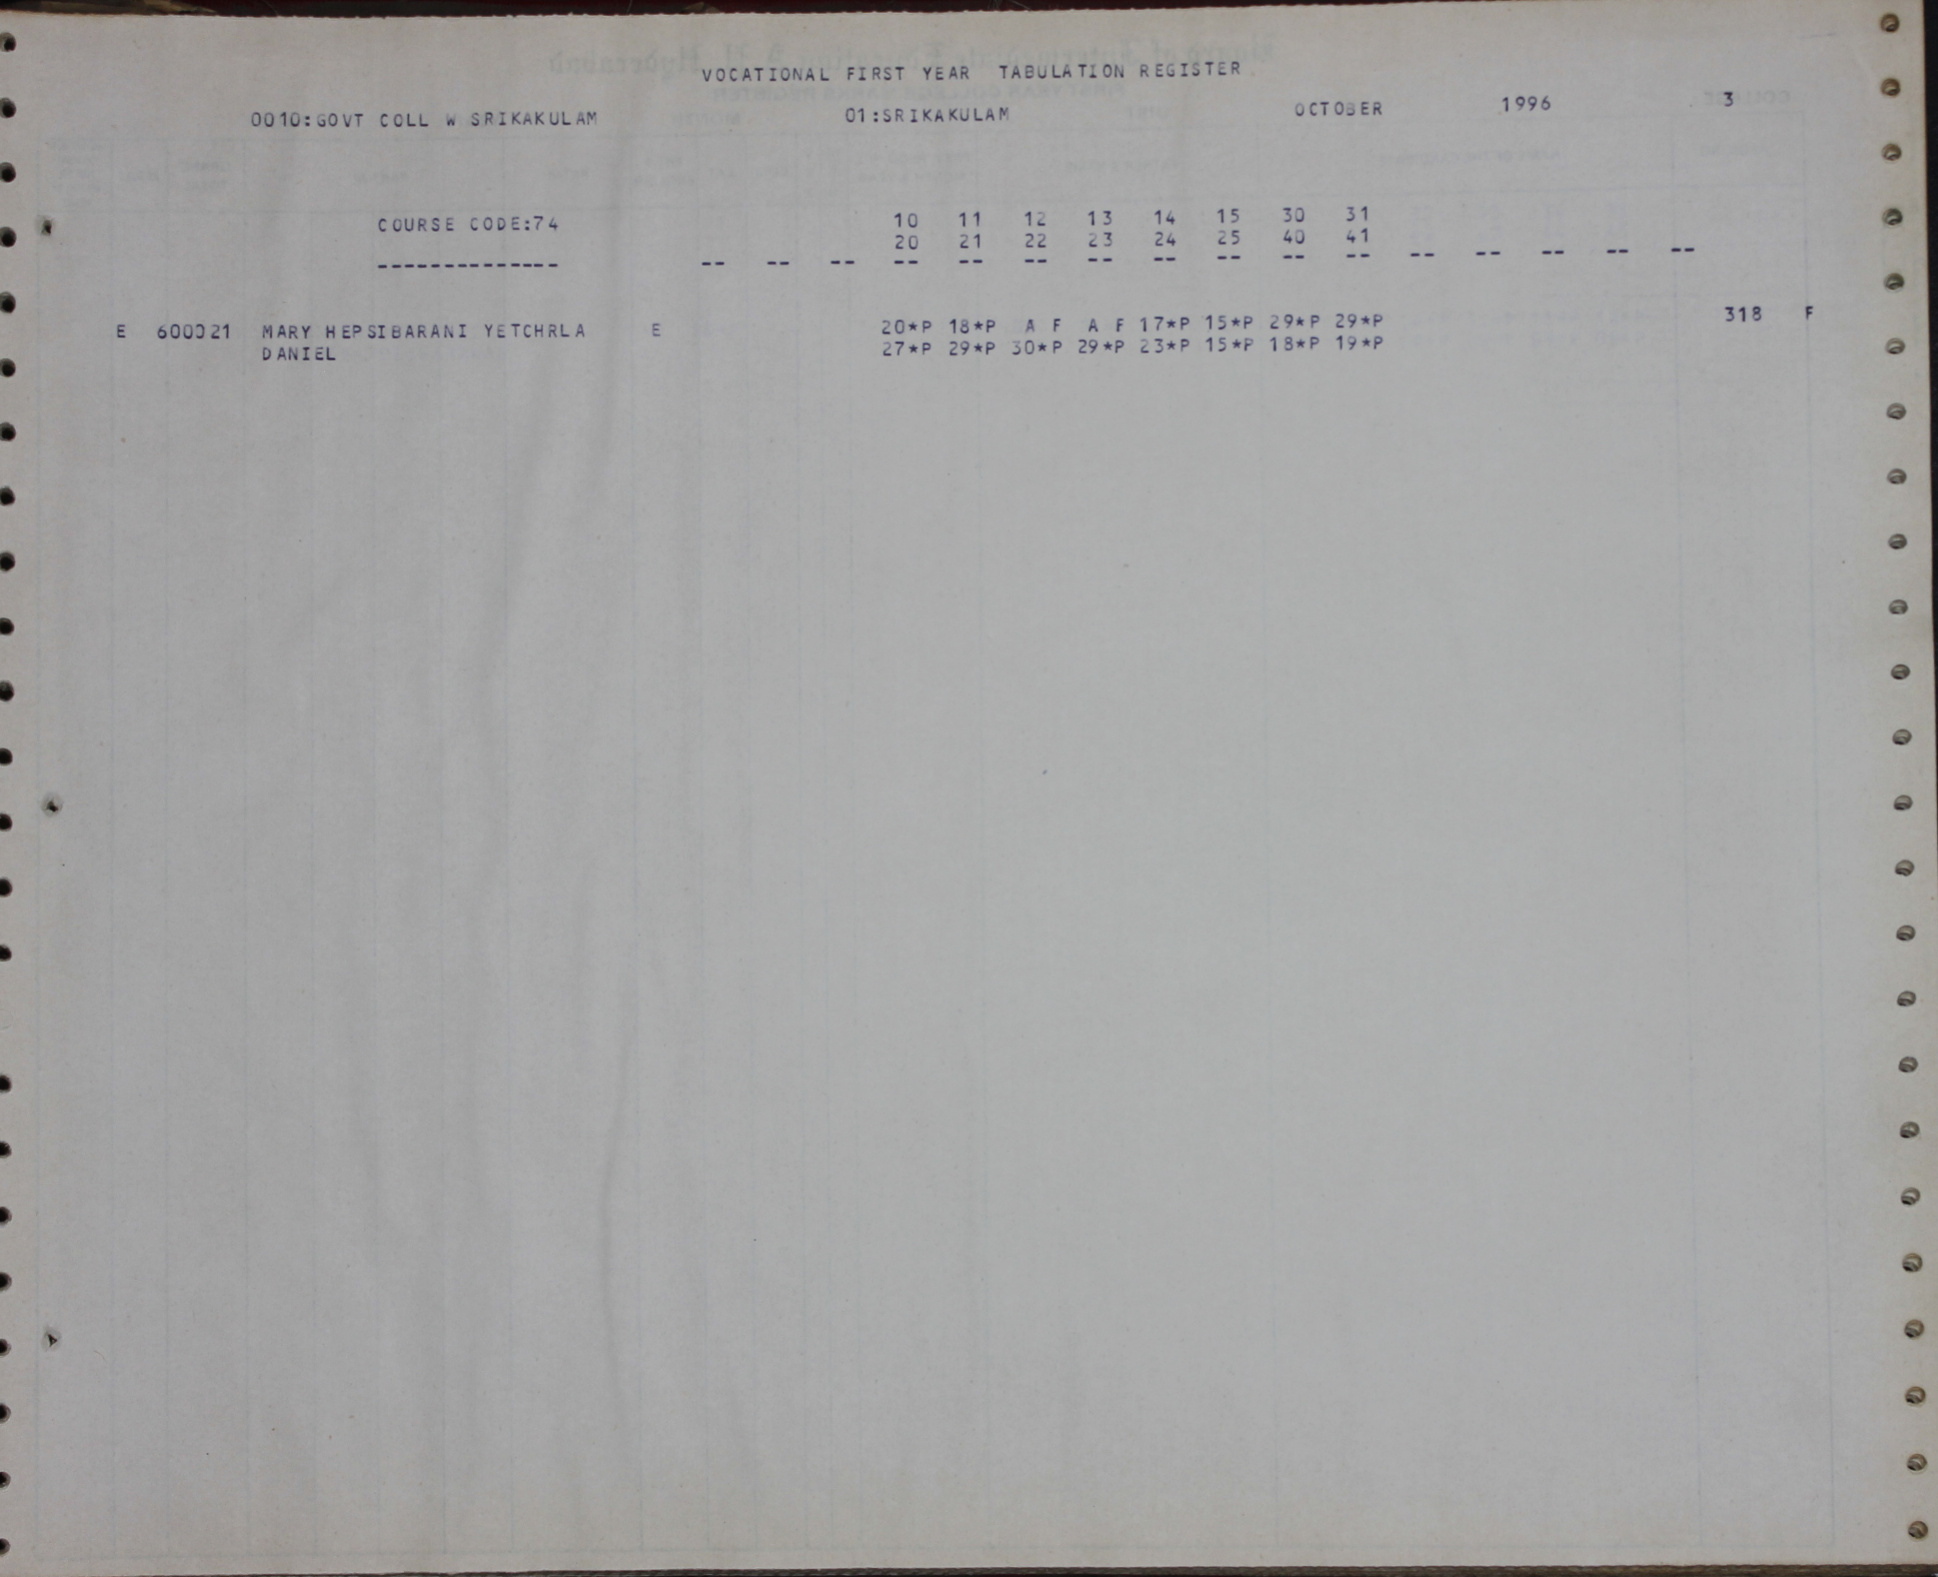 VOCATIONAL FIRST YEAR TABULATION REGISTER
0010:GOVT COLL W SRIKAKULAM 01:SRIKAKULAM OCTOBER 1996 3
COURSE CODE:74 10 11 12 13 14 15 30 31
20 21 22 23 24 25 40 41
-------------- -- -- -- -- -- -- -- -- -- -- -- -- -- -- -- --
E 600021 MARY HEPSIBARANI YETCHRLA E 20*P 18*P A F A F 17*P 15*P 29*P 29*P 318 F
DANIEL 27*P 29*P 30*P 29*P 23*P 15*P 18*P 19*P